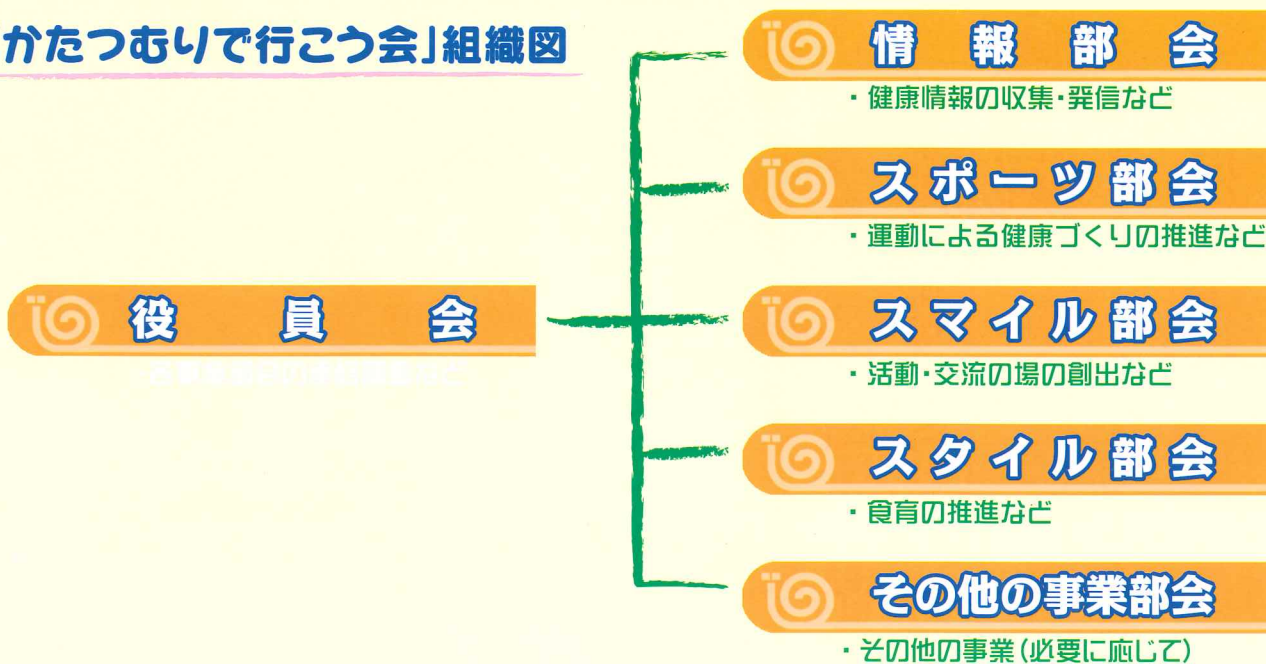 かたつむりで行こう会」組織図
情報部会
・健康情報の収集・発信など
スポーツ部会
・運動による健康づくりの推進など
役員会
スマイル部会
・活動・交流の場の創出など
スタイル部会
・食育の推進など
その他の事業部会
・その他の事業(必要に応じて)